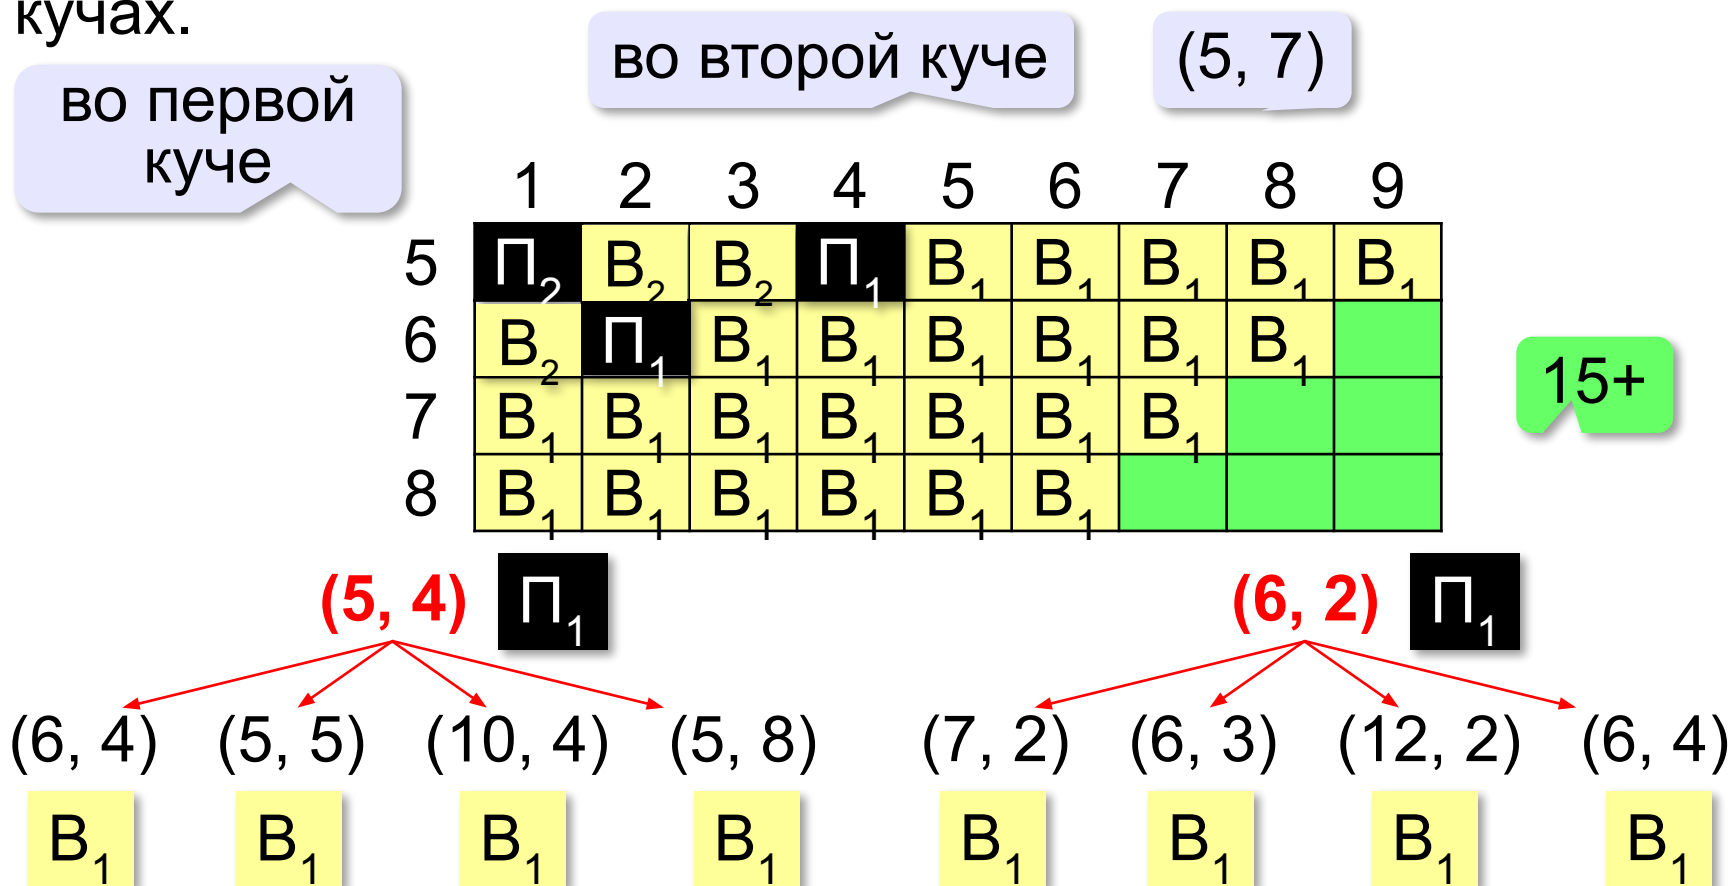 кучах.
во второй куче
(5, 7)
во первой
куче
1 2 3 4 5 6 7 8 9
5 П₂ В₂ В₂ П₁ В₁ В₁ В₁ В₁ В₁
6 В₂ П₁ В₁ В₁ В₁ В₁ В₁ В₁
15+
7 В₁ В₁ В₁ В₁ В₁ В₁ В₁
8 В₁ В₁ В₁ В₁ В₁ В₁
(5, 4) П₁ (6, 2) П₁
(6, 4) (5, 5) (10, 4) (5, 8) (7, 2) (6, 3) (12, 2) (6, 4)
В₁ В₁ В₁ В₁ В₁ В₁ В₁ В₁